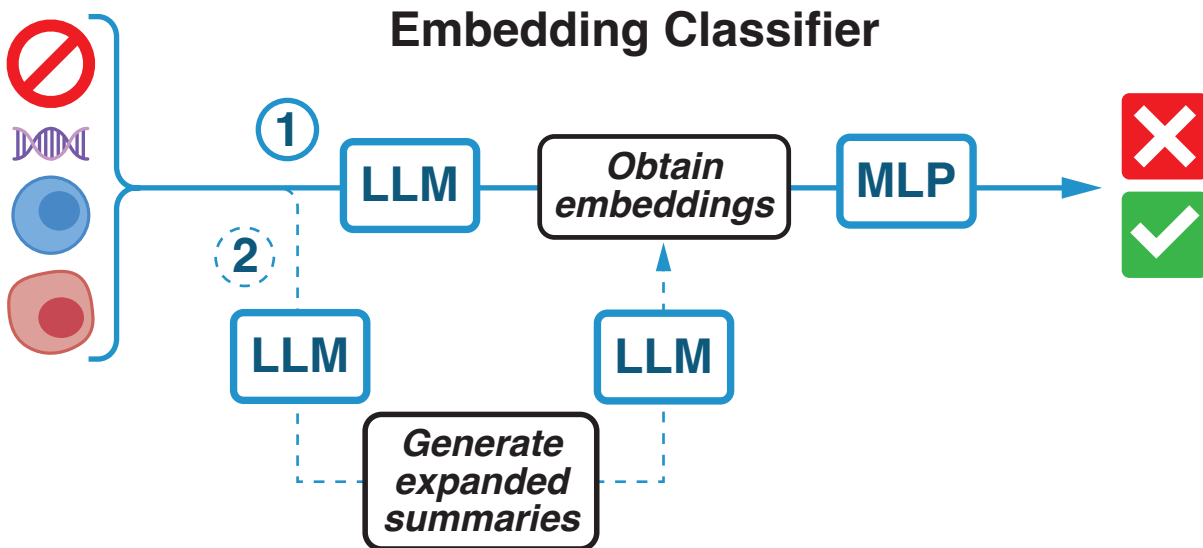 Embedding Classifier
1
LLM
Obtain
embeddings
MLP
2
LLM
LLM
Generate
expanded
summaries